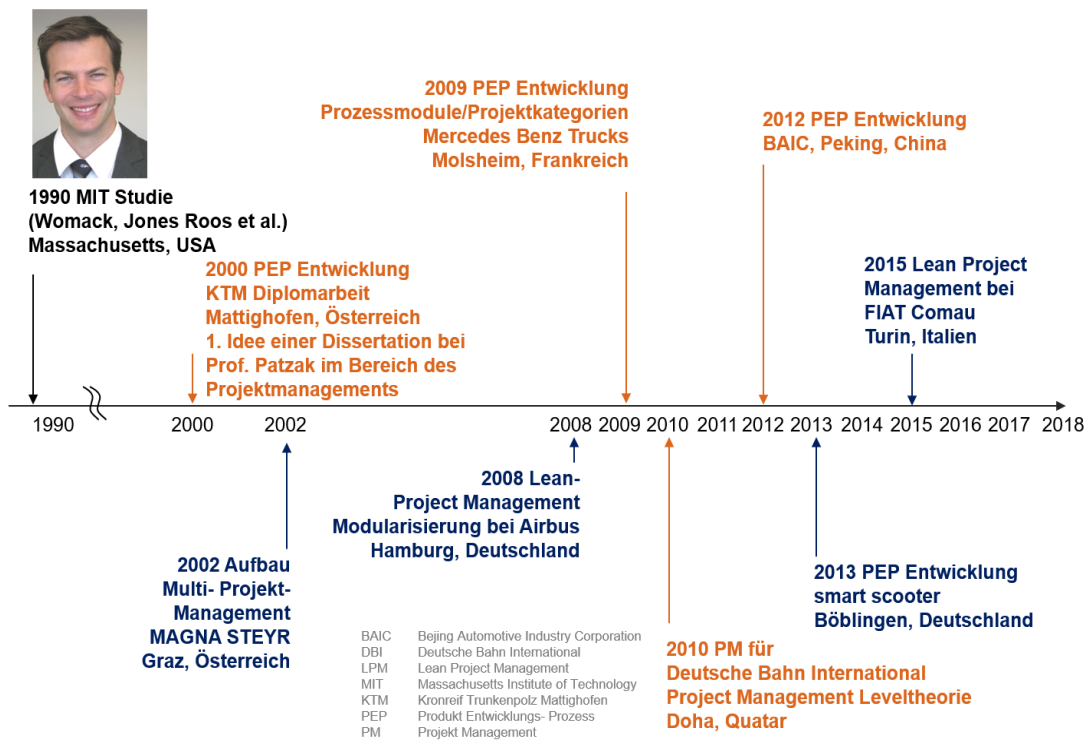 1990 MIT Studie
(Womack, Jones Roos et al.)
Massachusetts, USA
2000 PEP Entwicklung
KTM Diplomarbeit
Mattighofen, Österreich
1. Idee einer Dissertation bei
Prof. Patzak im Bereich des
Projektmanagements
2009 PEP Entwicklung
Prozessmodule/Projektkategorien
Mercedes Benz Trucks
Molsheim, Frankreich
2012 PEP Entwicklung
BAIC, Peking, China
2015 Lean Project
Management bei
FIAT Comau
Turin, Italien
1990 2000 2002 2008 2009 2010 2011 2012 2013 2014 2015 2016 2017 2018
2002 Aufbau
Multi- Projekt-
Management
MAGNA STEYR
Graz, Österreich
2008 Lean-
Project Management
Modularisierung bei Airbus
Hamburg, Deutschland
2010 PM für
Deutsche Bahn International
Project Management Leveltheorie
Doha, Quatar
2013 PEP Entwicklung
smart scooter
Böblingen, Deutschland
BAIC Bejing Automotive Industry Corporation
DBI Deutsche Bahn International
LPM Lean Project Management
MIT Massachusetts Institute of Technology
KTM Kronreif Trunkenpolz Mattighofen
PEP Produkt Entwicklungs- Prozess
PM Projekt Management